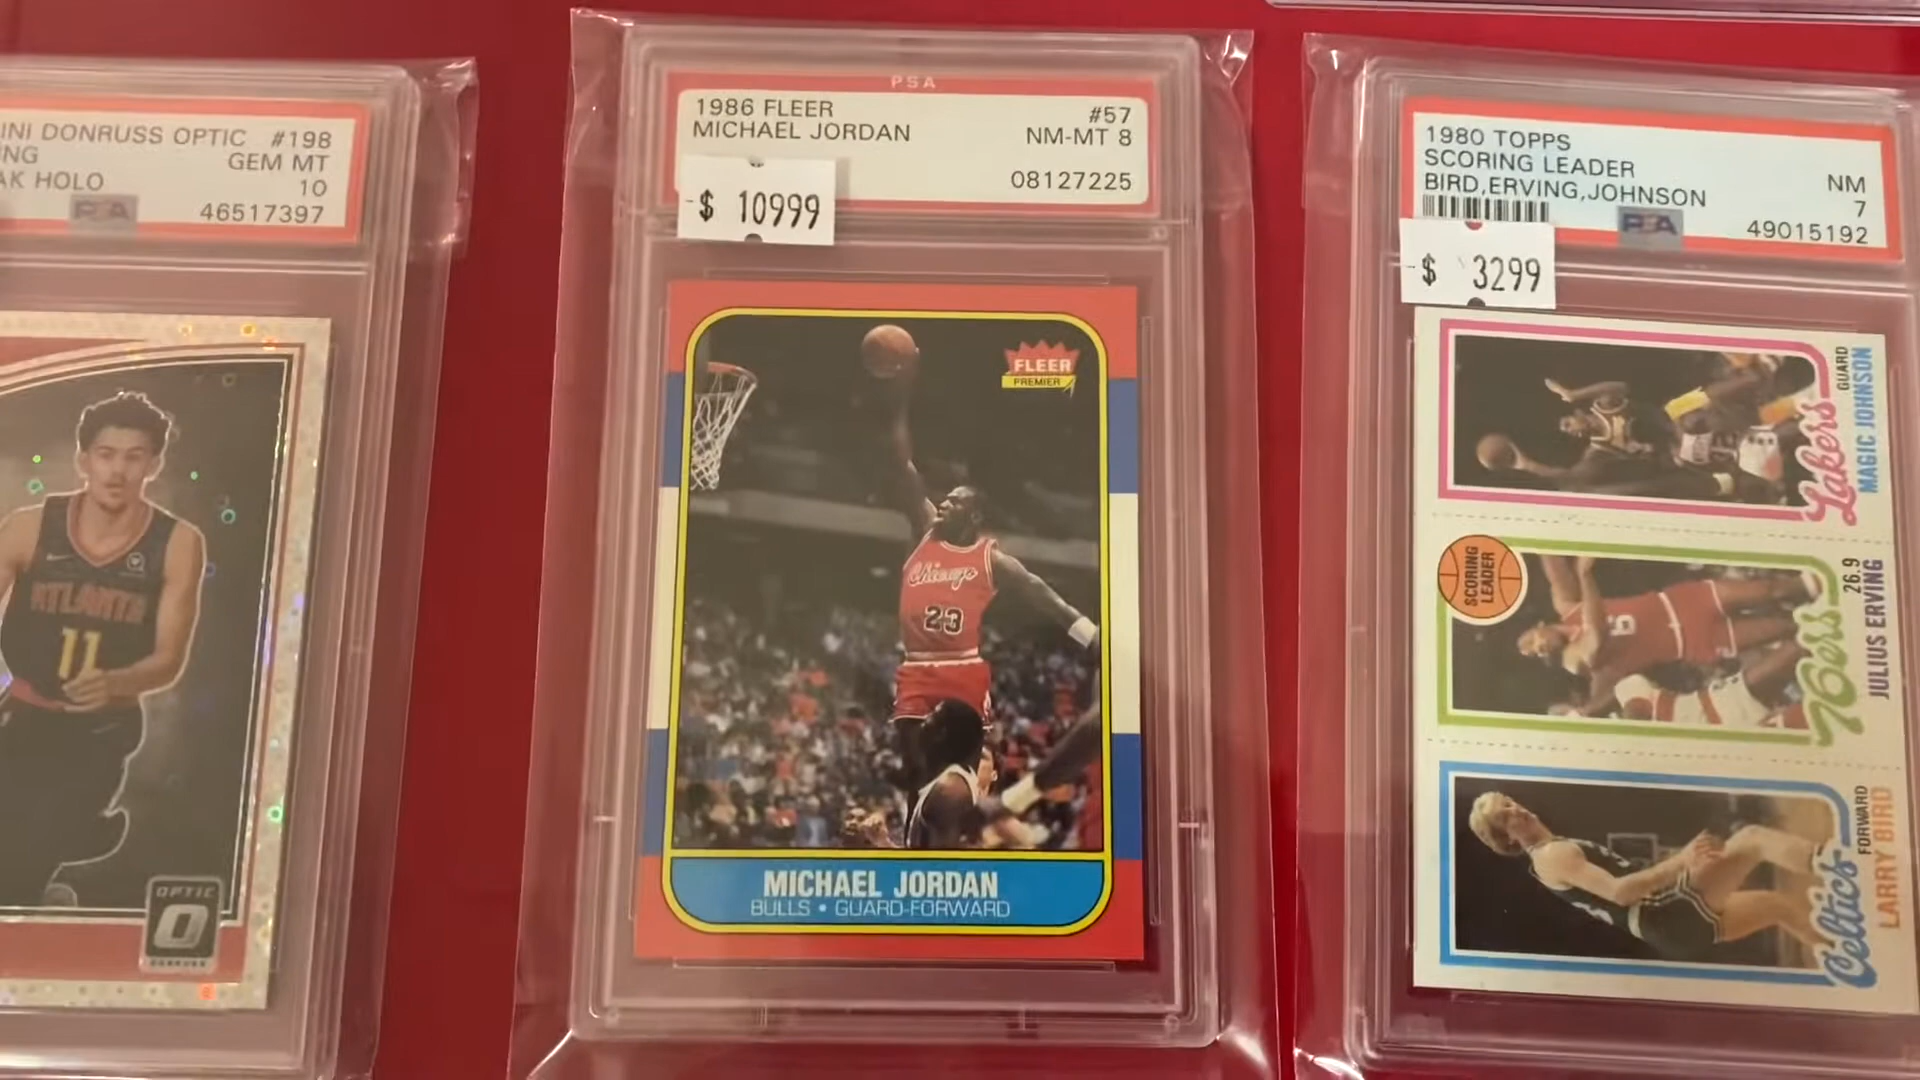 INI DONRUSS OPTIC #198
NG GEM MT
AK HOLO 10
PSA 46517397
ATLANTA
11
OPTIC
O
DONRUSS
PSA
1986 FLEER #57
MICHAEL JORDAN NM-MT 8
08127225
$ 10999
FLEER
PREMIER
Chicago
23
MICHAEL JORDAN
BULLS • GUARD-FORWARD
1980 TOPPS
SCORING LEADER NM
BIRD,ERVING,JOHNSON 7
PSA 49015192
$ 3299
GUARD
MAGIC JOHNSON
Lakers
SCORING
LEADER
26.9
JULIUS ERVING
76ers
6
FORWARD
LARRY BIRD
Celtics